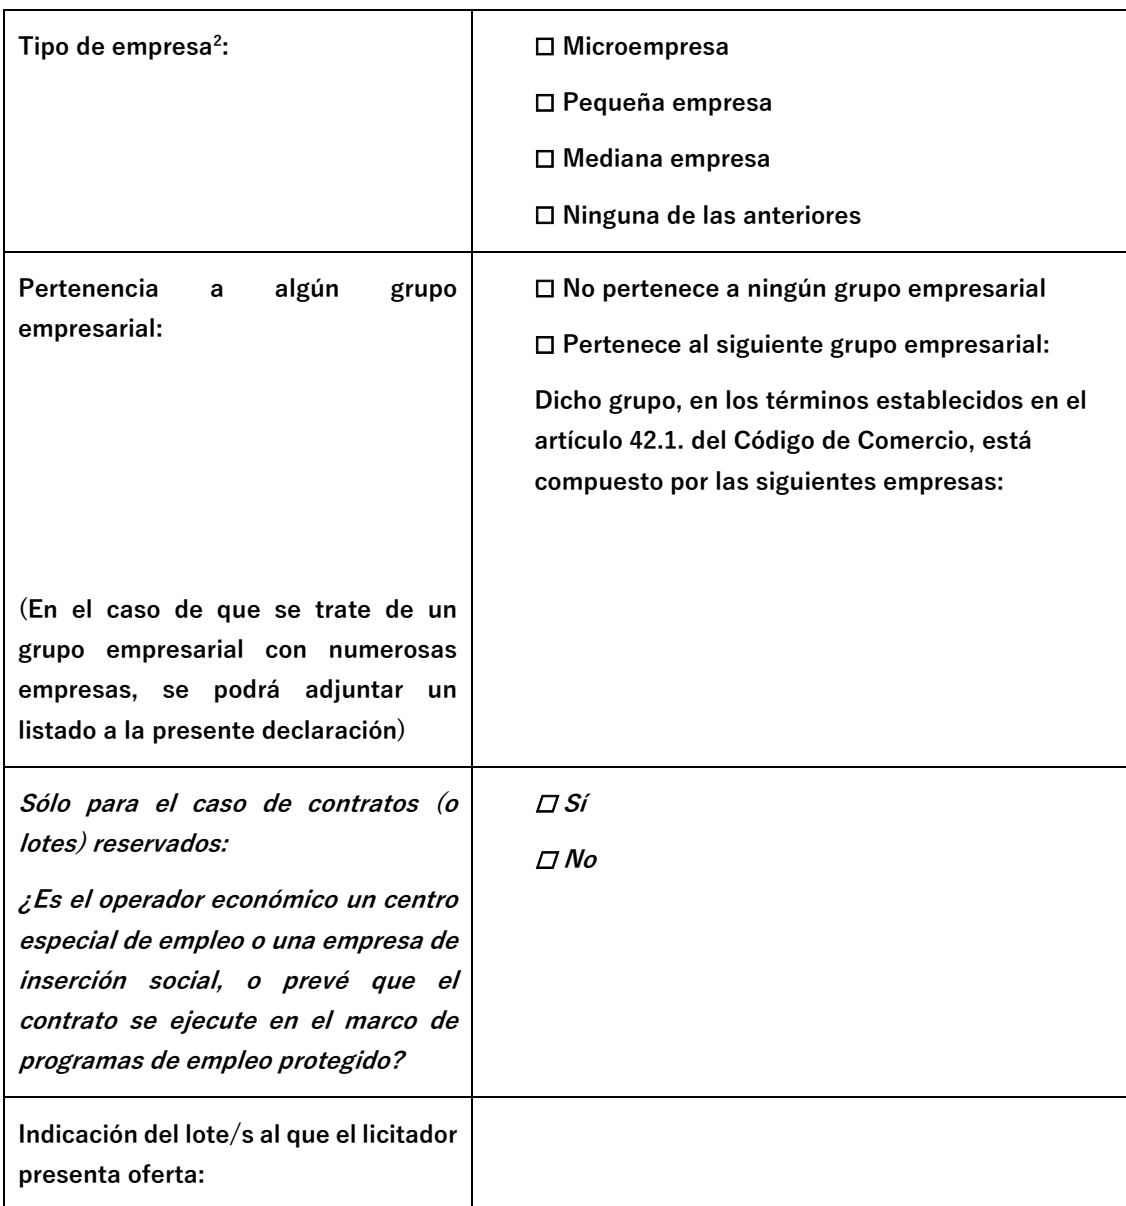 Tipo de empresa²:
☐ Microempresa
☐ Pequeña empresa
☐ Mediana empresa
☐ Ninguna de las anteriores
Pertenencia a algún grupo
empresarial:
(En el caso de que se trate de un
grupo empresarial con numerosas
empresas, se podrá adjuntar un
listado a la presente declaración)
☐ No pertenece a ningún grupo empresarial
☐ Pertenece al siguiente grupo empresarial:
Dicho grupo, en los términos establecidos en el
artículo 42.1. del Código de Comercio, está
compuesto por las siguientes empresas:
Sólo para el caso de contratos (o
lotes) reservados:
¿Es el operador económico un centro
especial de empleo o una empresa de
inserción social, o prevé que el
contrato se ejecute en el marco de
programas de empleo protegido?
☐ Sí
☐ No
Indicación del lote/s al que el licitador
presenta oferta: